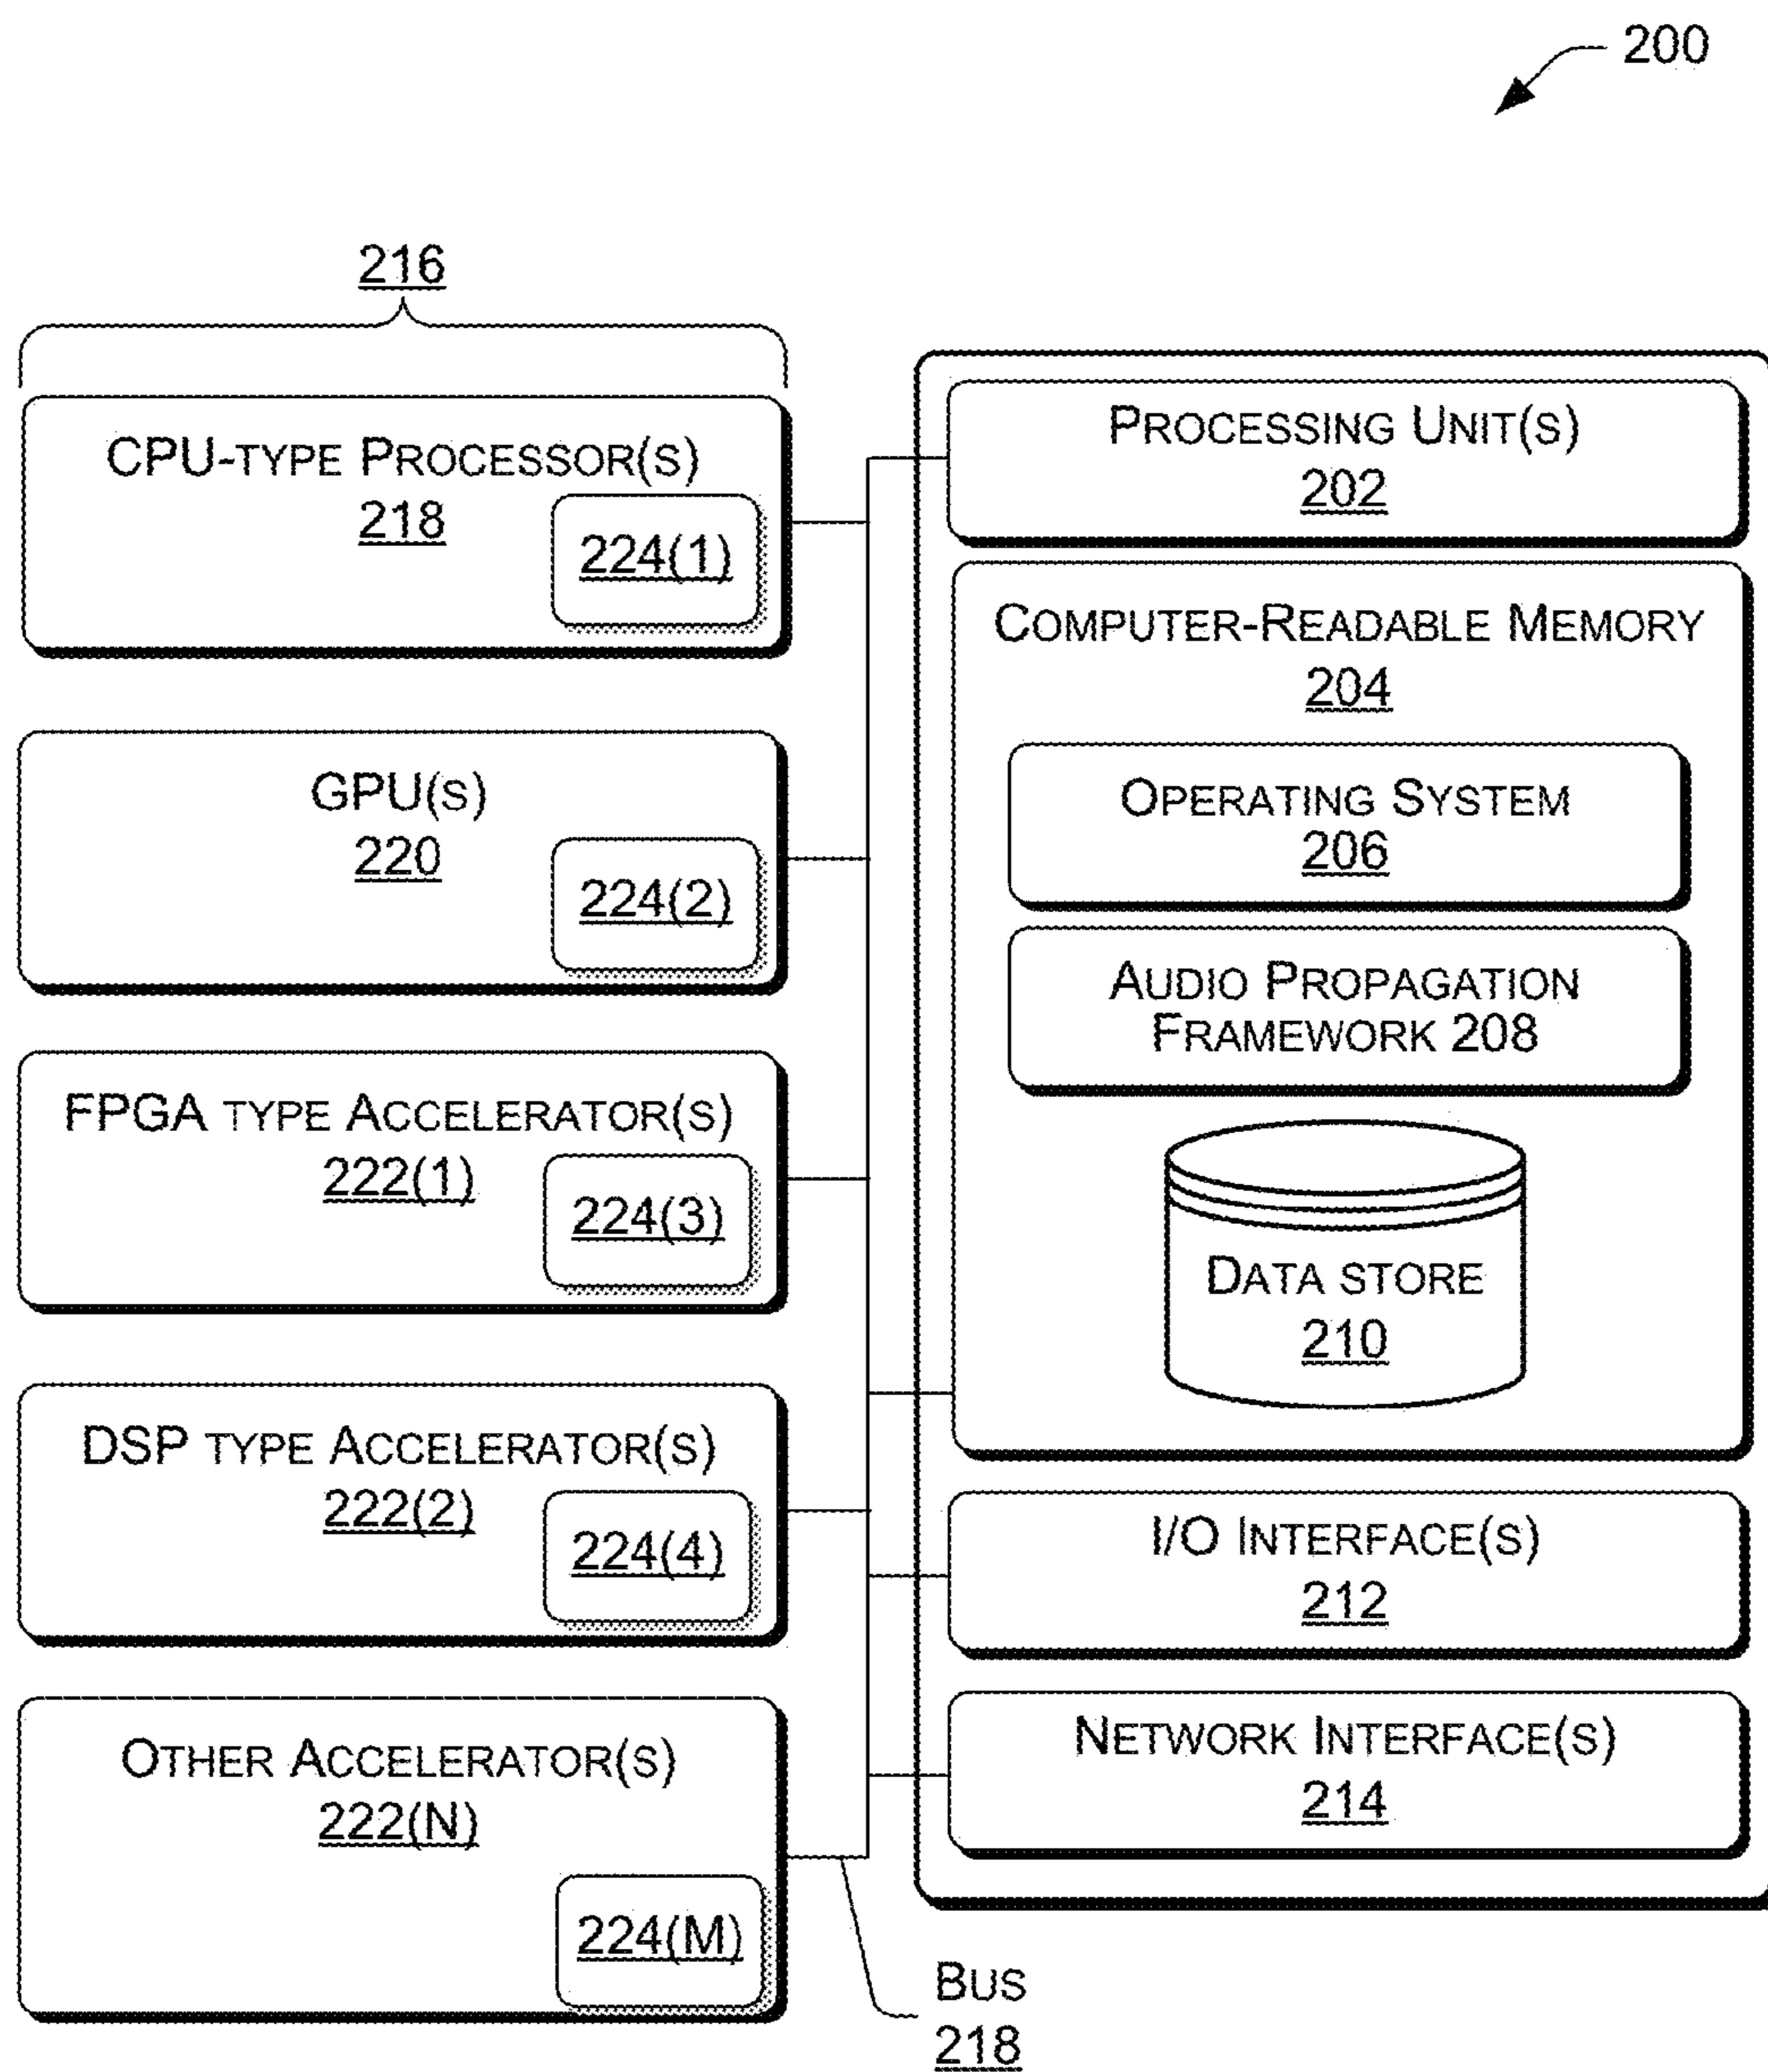 200
216
CPU-TYPE PROCESSOR(S)
218
224(1)
GPU(S)
220
224(2)
FPGA TYPE ACCELERATOR(S)
222(1)
224(3)
DSP TYPE ACCELERATOR(S)
222(2)
224(4)
OTHER ACCELERATOR(S)
222(N)
224(M)
PROCESSING UNIT(S)
202
COMPUTER-READABLE MEMORY
204
OPERATING SYSTEM
206
AUDIO PROPAGATION
FRAMEWORK 208
DATA STORE
210
I/O INTERFACE(S)
212
NETWORK INTERFACE(S)
214
BUS
218